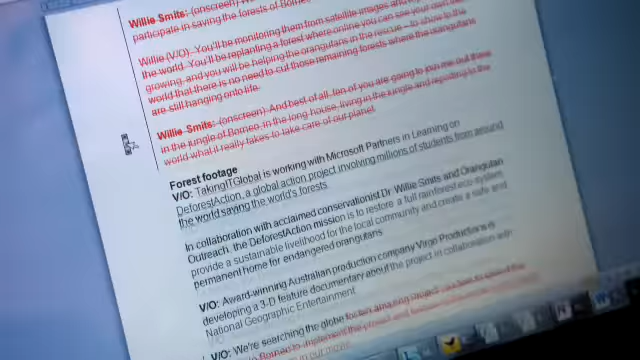 Willie Smits: (onscreen)
participate in saving the forests of Borneo
Willie (V/O): You'll be monitoring them from satellite images
the world. You'll be replanting a forest where online you can see your own
growing, and you will be helping the orangutans in the rescue – to show to the
world that there is no need to cut those remaining forests where the orangutans
are still hanging onto life.
Willie Smits: (onscreen) And best of all, ten of you are going to join me out there
in the jungle of Borneo, in the long house, living in the jungle and reporting to the
world what it really takes to take care of our planet.
Forest footage
V/O: TakingITGlobal is working with Microsoft Partners in Learning on
DeforestAction, a global action project involving millions of students from around
the world saving the world's forests.
In collaboration with acclaimed conservationist Dr. Willie Smits and Orangutan
Outreach, the DeforestAction mission is to restore a full rainforest eco-system,
provide a sustainable livelihood for the local community and create a safe and
permanent home for endangered orangutans.
V/O: Award-winning Australian production company Virgo Productions is
developing a 3-D feature documentary about the project in collaboration with
National Geographic Entertainment.
V/O: We're searching the globe for ten amazing
to Borneo to implement the project and
in our movie.